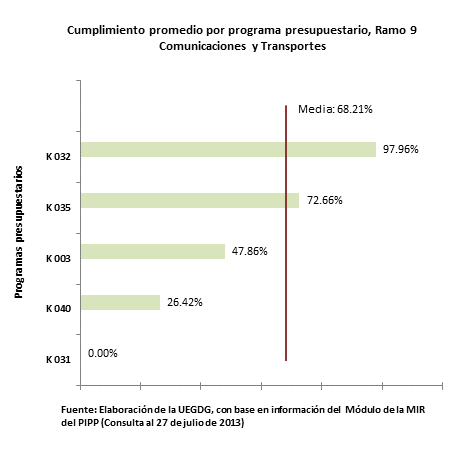 Cumplimiento promedio por programa presupuestario, Ramo 9
Comunicaciones y Transportes
Media: 68.21%
K 032
97.96%
K 035
72.66%
K 003
47.86%
K 040
26.42%
K 031
0.00%
Programas presupuestarios
Fuente: Elaboración de la UEGDG, con base en información del Módulo de la MIR
del PIPP (Consulta al 27 de julio de 2013)